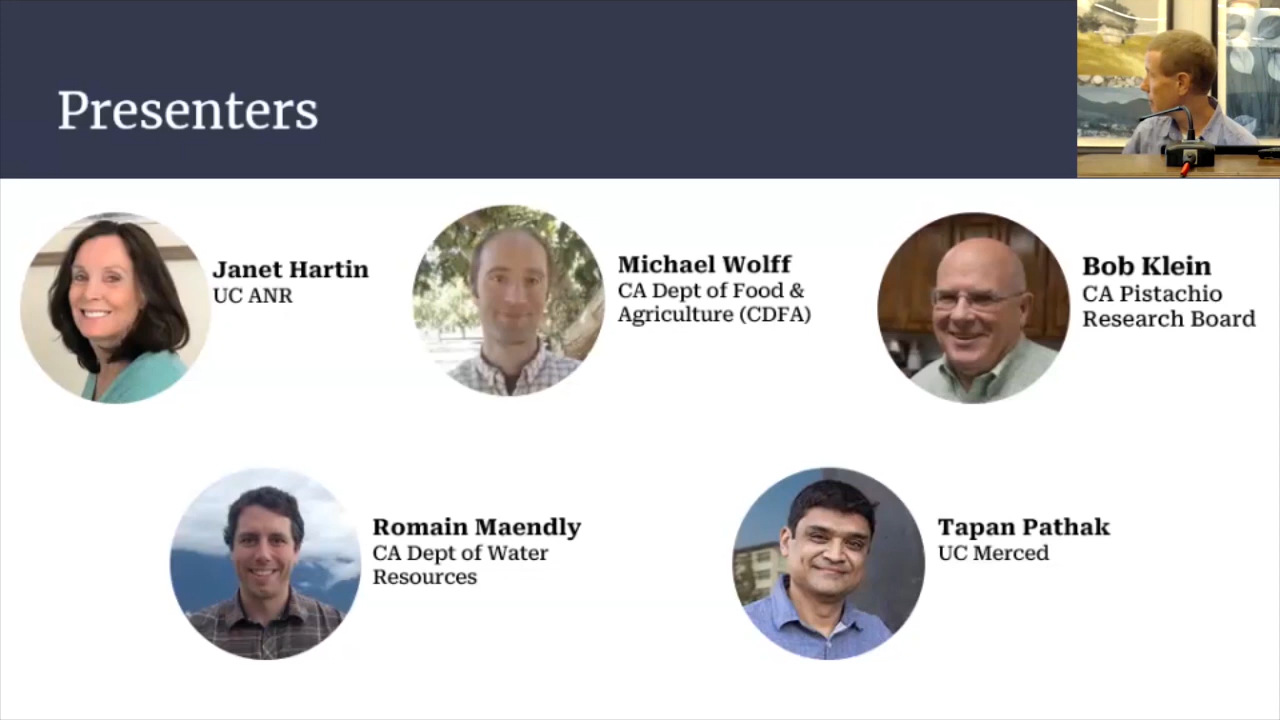 Presenters
Janet Hartin
UC ANR
Michael Wolff
CA Dept of Food &
Agriculture (CDFA)
Bob Klein
CA Pistachio
Research Board
Romain Maendly
CA Dept of Water
Resources
Tapan Pathak
UC Merced